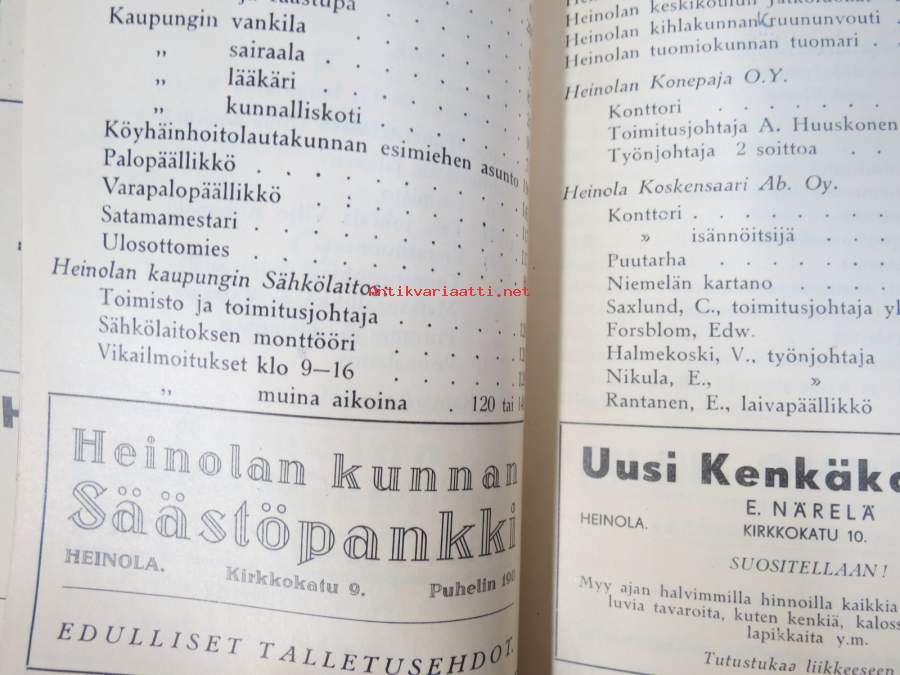 Kaupungin vankila
„ sairaala
„ lääkäri
„ kunnalliskoti
Köyhäinhoitolautakunnan esimiehen asunto
Palopäällikkö
Varapalopäällikkö
Satamamestari
Ulosottomies
Heinolan kaupungin Sähkölaitos:
Toimisto ja toimitusjohtaja
Sähkölaitoksen monttööri
Vikailmoitukset klo 9—16
„ muina aikoina . 120 tai
Heinolan kunnan
Säästöpankki
HEINOLA. Kirkkokatu 9. Puhelin 190
EDULLISET TALLETUSEHDOT.
Heinolan keskikoulun
Heinolan kihlakunnan kruununvouti
Heinolan tuomiokunnan tuomari
Heinolan Konepaja O.Y.
Konttori
Toimitusjohtaja A. Huuskonen
Työnjohtaja 2 soittoa
Heinola Koskensaari Ab. Oy.
Konttori
» isännöitsijä
Puutarha
Niemelän kartano
Saxlund, C., toimitusjohtaja
Forsblom, Edw.
Halmekoski, V., työnjohtaja
Nikula, E., »
Rantanen, E., laivapäällikkö
Uusi Kenkäka
E. NÄRELÄ
HEINOLA. KIRKKOKATU 10.
SUOSITELLAAN!
Myy ajan halvimmilla hinnoilla kaikkia
luvia tavaroita, kuten kenkiä, kaloss
lapikkaita y.m.
Tutustukaa liikkeeseen
antikvariaatti.net